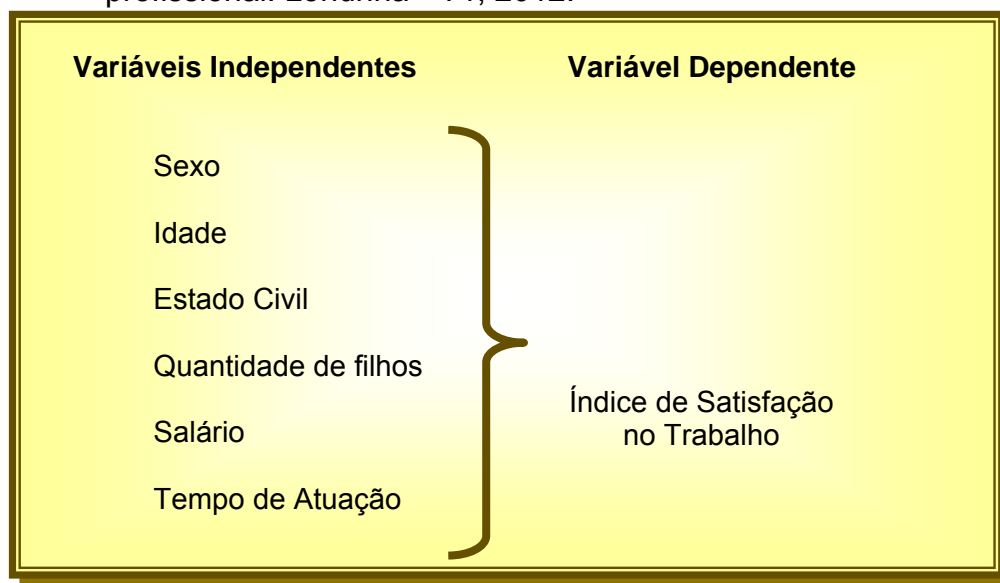 Variáveis Independentes
Variável Dependente
Sexo
Idade
Estado Civil
Quantidade de filhos
Salário
Tempo de Atuação
Índice de Satisfação
no Trabalho